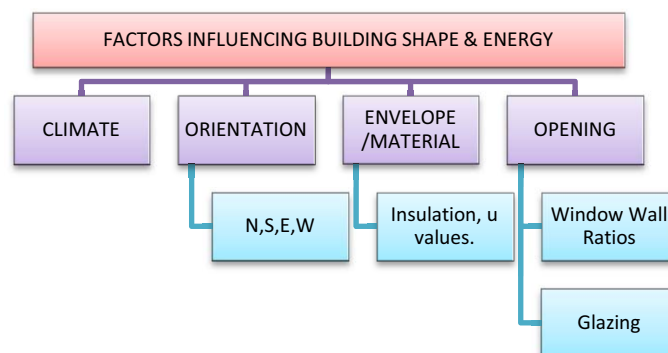 FACTORS INFLUENCING BUILDING SHAPE & ENERGY
CLIMATE
ORIENTATION
ENVELOPE
/MATERIAL
OPENING
N,S,E,W
Insulation, u
values.
Window Wall
Ratios
Glazing